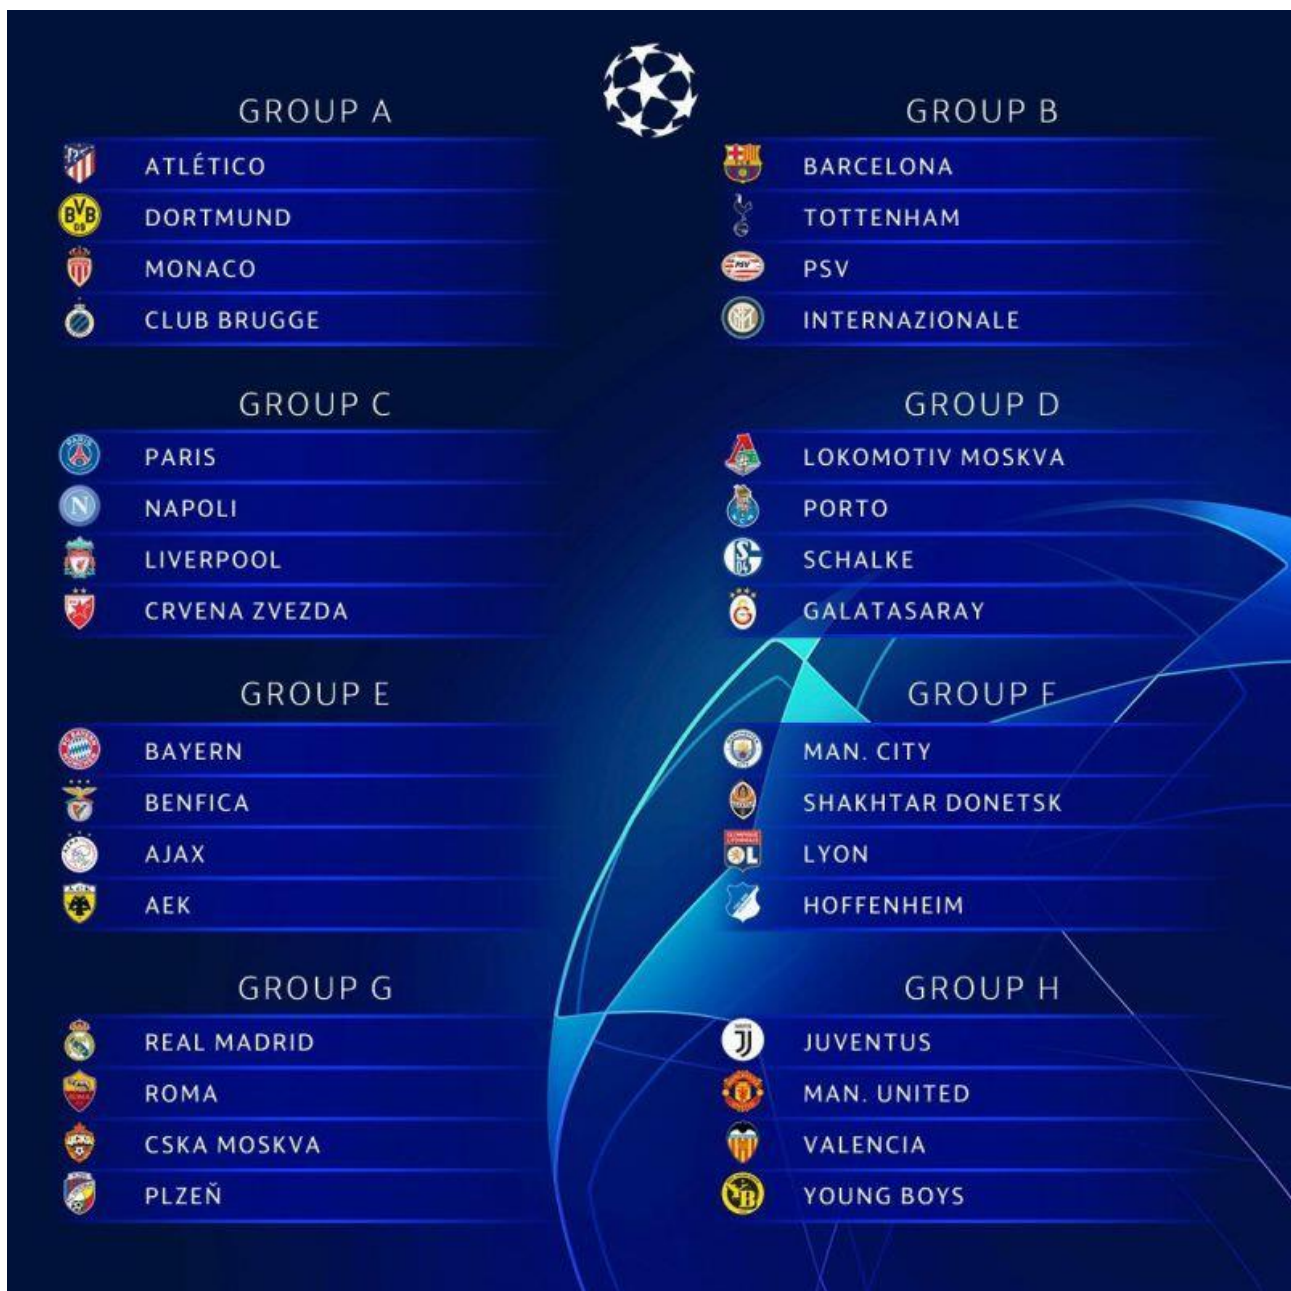 GROUP A
ATLÉTICO
DORTMUND
MONACO
CLUB BRUGGE
GROUP B
BARCELONA
TOTTENHAM
PSV
INTERNAZIONALE
GROUP C
PARIS
NAPOLI
LIVERPOOL
CRVENA ZVEZDA
GROUP D
LOKOMOTIV MOSKVA
PORTO
SCHALKE
GALATASARAY
GROUP E
BAYERN
BENFICA
AJAX
AEK
GROUP F
MAN. CITY
SHAKHTAR DONETSK
LYON
HOFFENHEIM
GROUP G
REAL MADRID
ROMA
CSKA MOSKVA
PLZEŇ
GROUP H
JUVENTUS
MAN. UNITED
VALENCIA
YOUNG BOYS